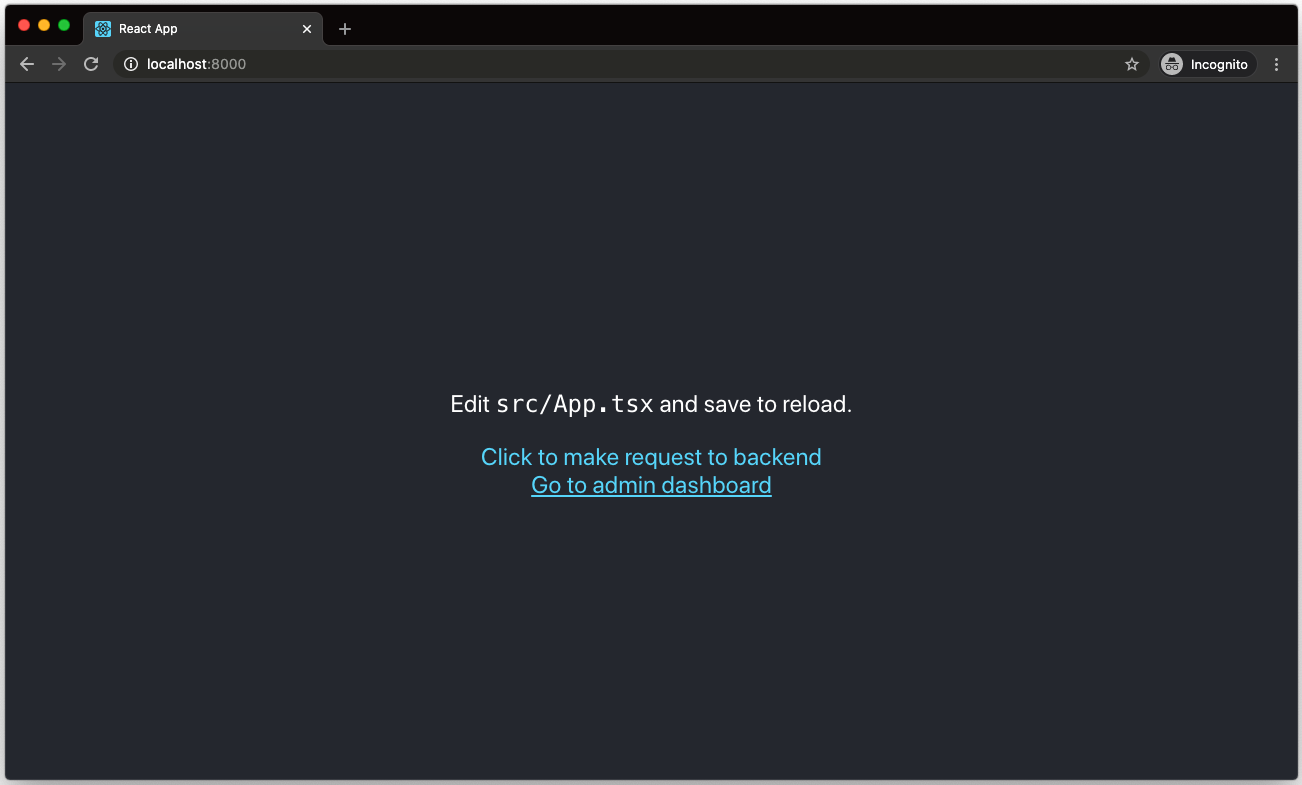 React App
localhost:8000
Incognito
Edit src/App.tsx and save to reload.
Click to make request to backend
Go to admin dashboard